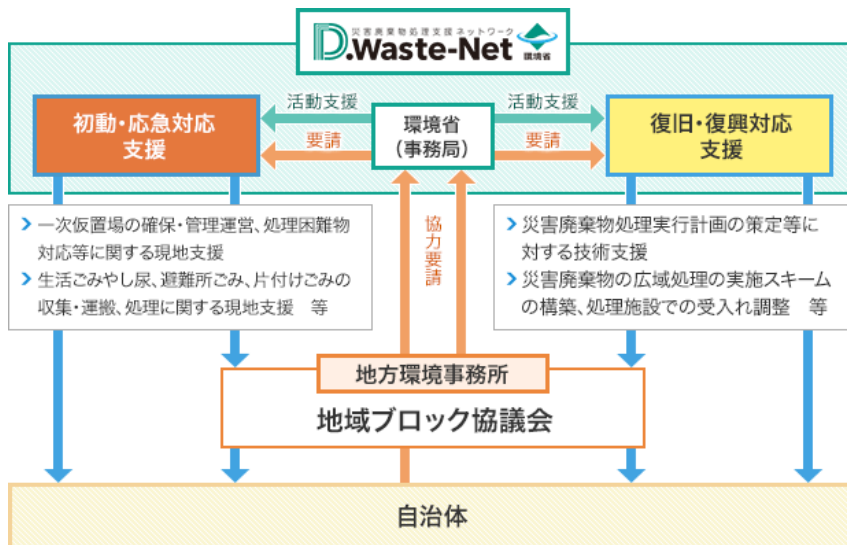 災害廃棄物処理支援ネットワーク
D.Waste-Net
環境省
初動・応急対応
支援
活動支援
要請
環境省
(事務局)
活動支援
要請
復旧・復興対応
支援
一次仮置場の確保・管理運営、処理困難物
対応等に関する現地支援
生活ごみやし尿、避難所ごみ、片付けごみの
収集・運搬、処理に関する現地支援 等
協力要請
災害廃棄物処理実行計画の策定等に
対する技術支援
災害廃棄物の広域処理の実施スキーム
の構築、処理施設での受入れ調整 等
地方環境事務所
地域ブロック協議会
自治体